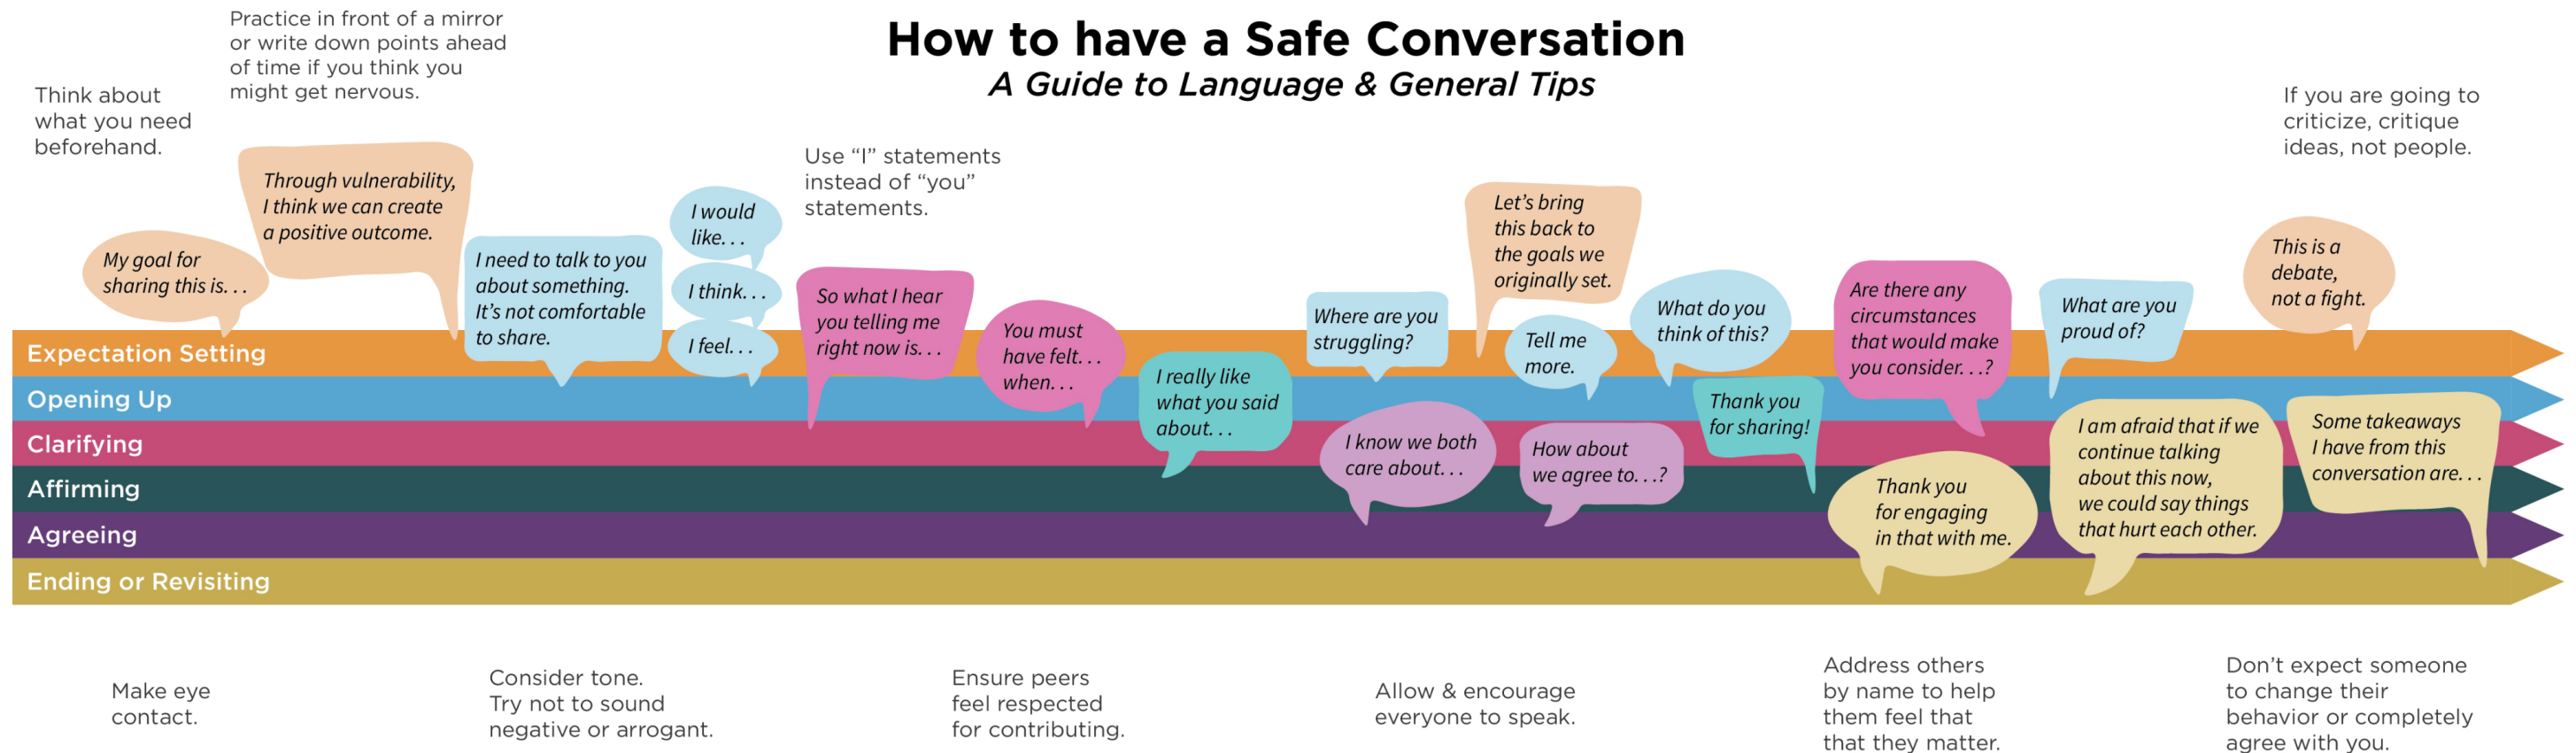 How to have a Safe Conversation
A Guide to Language & General Tips
Think about
what you need
beforehand.
Practice in front of a mirror
or write down points ahead
of time if you think you
might get nervous.
Use “I” statements
instead of “you”
statements.
If you are going to
criticize, critique
ideas, not people.
My goal for
sharing this is. . .
Through vulnerability,
I think we can create
a positive outcome.
I need to talk to you
about something.
It’s not comfortable
to share.
I would
like. . .
I think. . .
I feel. . .
So what I hear
you telling me
right now is. . .
You must
have felt. . .
when. . .
I really like
what you said
about. . .
Where are you
struggling?
Let’s bring
this back to
the goals we
originally set.
Tell me
more.
What do you
think of this?
I know we both
care about. . .
How about
we agree to. . .?
Thank you
for sharing!
Are there any
circumstances
that would make
you consider. . .?
What are you
proud of?
This is a
debate,
not a fight.
Thank you
for engaging
in that with me.
I am afraid that if we
continue talking
about this now,
we could say things
that hurt each other.
Some takeaways
I have from this
conversation are. . .
Expectation Setting
Opening Up
Clarifying
Affirming
Agreeing
Ending or Revisiting
Make eye
contact.
Consider tone.
Try not to sound
negative or arrogant.
Ensure peers
feel respected
for contributing.
Allow & encourage
everyone to speak.
Address others
by name to help
them feel that
that they matter.
Don’t expect someone
to change their
behavior or completely
agree with you.